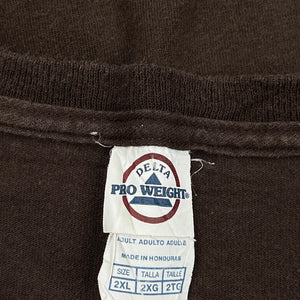 DELTA
PRO WEIGHT®
ADULT ADULTO ADULTE
MADE IN HONDURAS
SIZE TALLA TAILLE
2XL 2XG 2TG